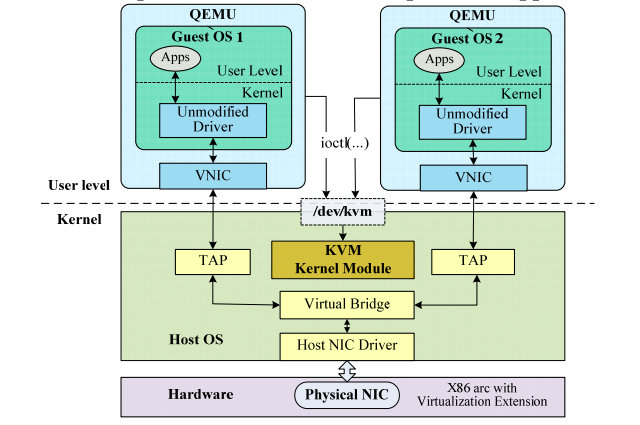 QEMU
Guest OS 1
Apps
User Level
Kernel
Unmodified
Driver
VNIC
QEMU
Guest OS 2
Apps
User Level
Kernel
Unmodified
Driver
VNIC
ioctl(...)
User level
Kernel
/dev/kvm
KVM
Kernel Module
TAP
TAP
Virtual Bridge
Host OS
Host NIC Driver
Hardware
Physical NIC
X86 arc with
Virtualization Extension